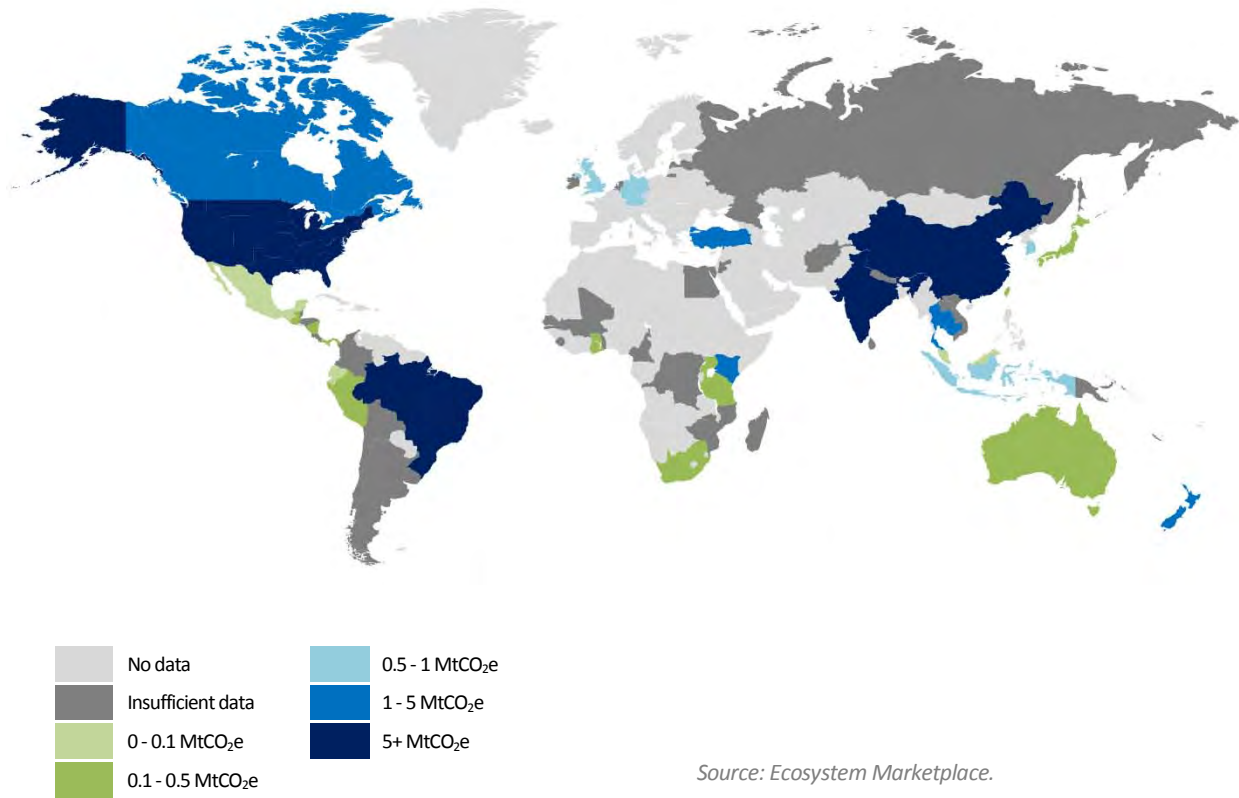 No data
Insufficient data
0 - 0.1 MtCO₂e
0.1 - 0.5 MtCO₂e
0.5 - 1 MtCO₂e
1 - 5 MtCO₂e
5+ MtCO₂e
Source: Ecosystem Marketplace.